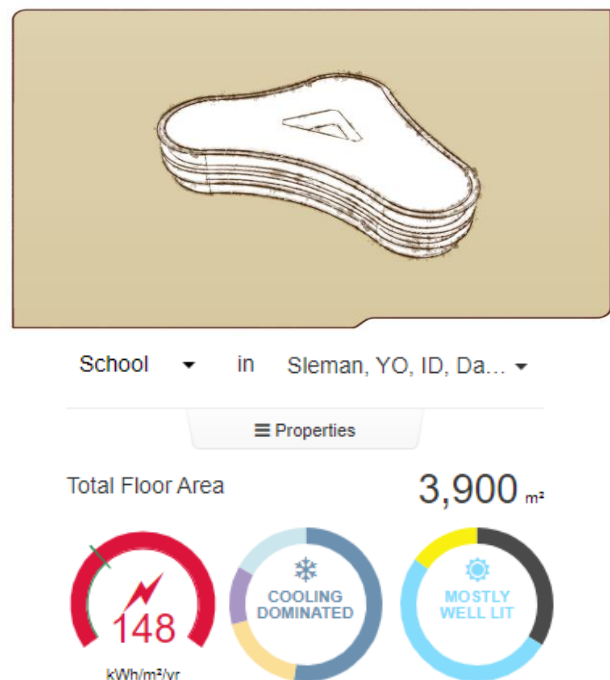 School in Sleman, YO, ID, Da...
Properties
Total Floor Area 3,900 m²
148
kWh/m²/yr
COOLING
DOMINATED
MOSTLY
WELL LIT